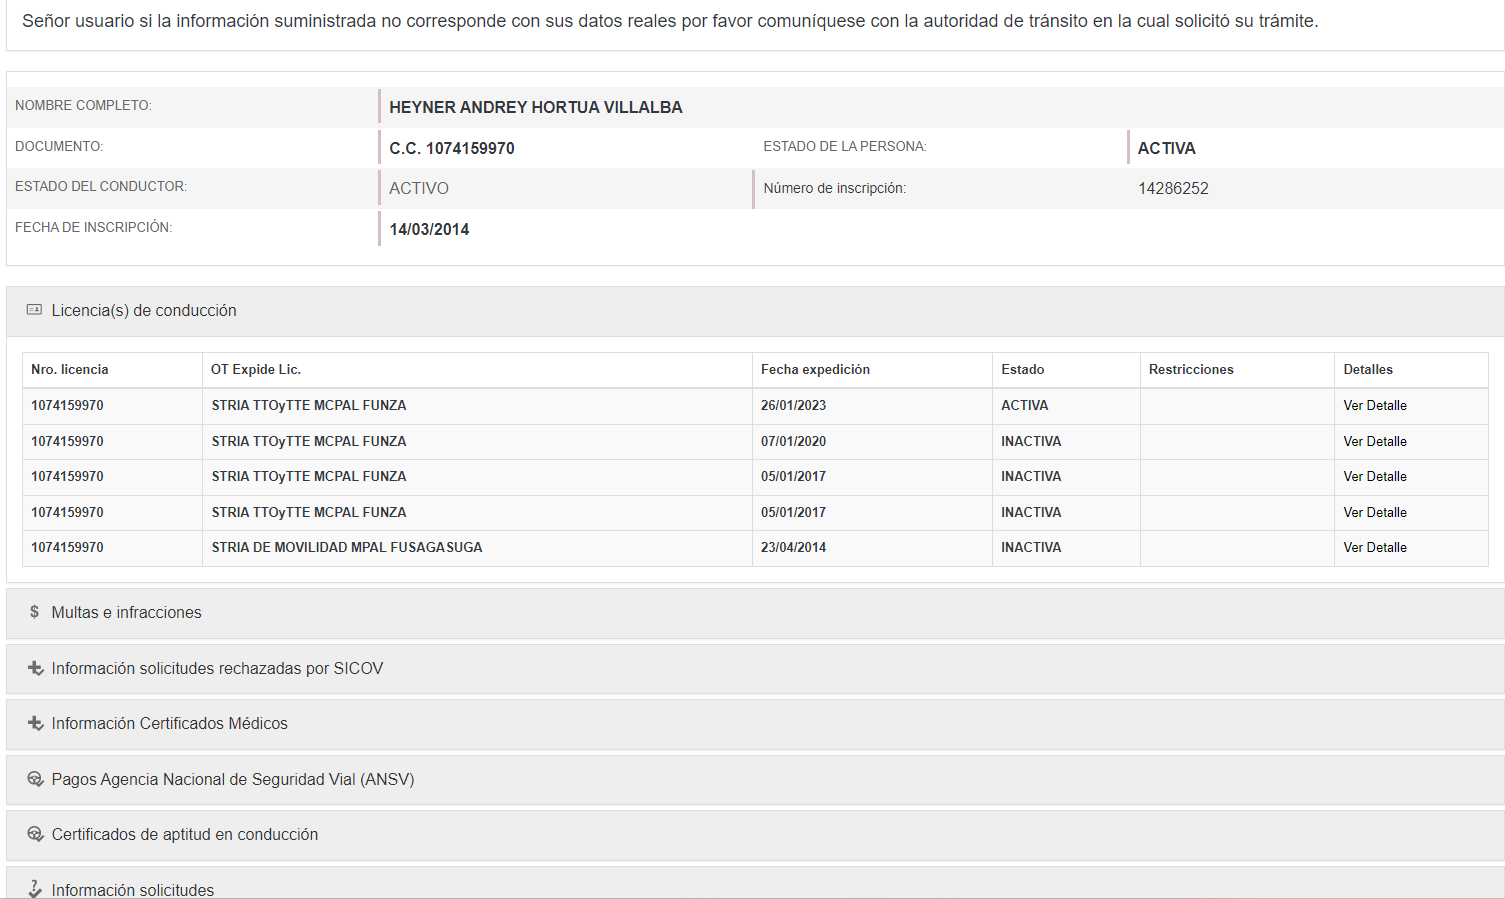 Señor usuario si la información suministrada no corresponde con sus datos reales por favor comuníquese con la autoridad de tránsito en la cual solicitó su trámite.
NOMBRE COMPLETO: HEYNER ANDREY HORTUA VILLALBA
DOCUMENTO: C.C. 1074159970 ESTADO DE LA PERSONA: ACTIVA
ESTADO DEL CONDUCTOR: ACTIVO Número de inscripción: 14286252
FECHA DE INSCRIPCIÓN: 14/03/2014
Licencia(s) de conducción
Nro. licencia OT Expide Lic. Fecha expedición Estado Restricciones Detalles
1074159970 STRIA TTOyTTE MCPAL FUNZA 26/01/2023 ACTIVA Ver Detalle
1074159970 STRIA TTOyTTE MCPAL FUNZA 07/01/2020 INACTIVA Ver Detalle
1074159970 STRIA TTOyTTE MCPAL FUNZA 05/01/2017 INACTIVA Ver Detalle
1074159970 STRIA TTOyTTE MCPAL FUNZA 05/01/2017 INACTIVA Ver Detalle
1074159970 STRIA DE MOVILIDAD MPAL FUSAGASUGA 23/04/2014 INACTIVA Ver Detalle
$ Multas e infracciones
Información solicitudes rechazadas por SICOV
Información Certificados Médicos
Pagos Agencia Nacional de Seguridad Vial (ANSV)
Certificados de aptitud en conducción
Información solicitudes